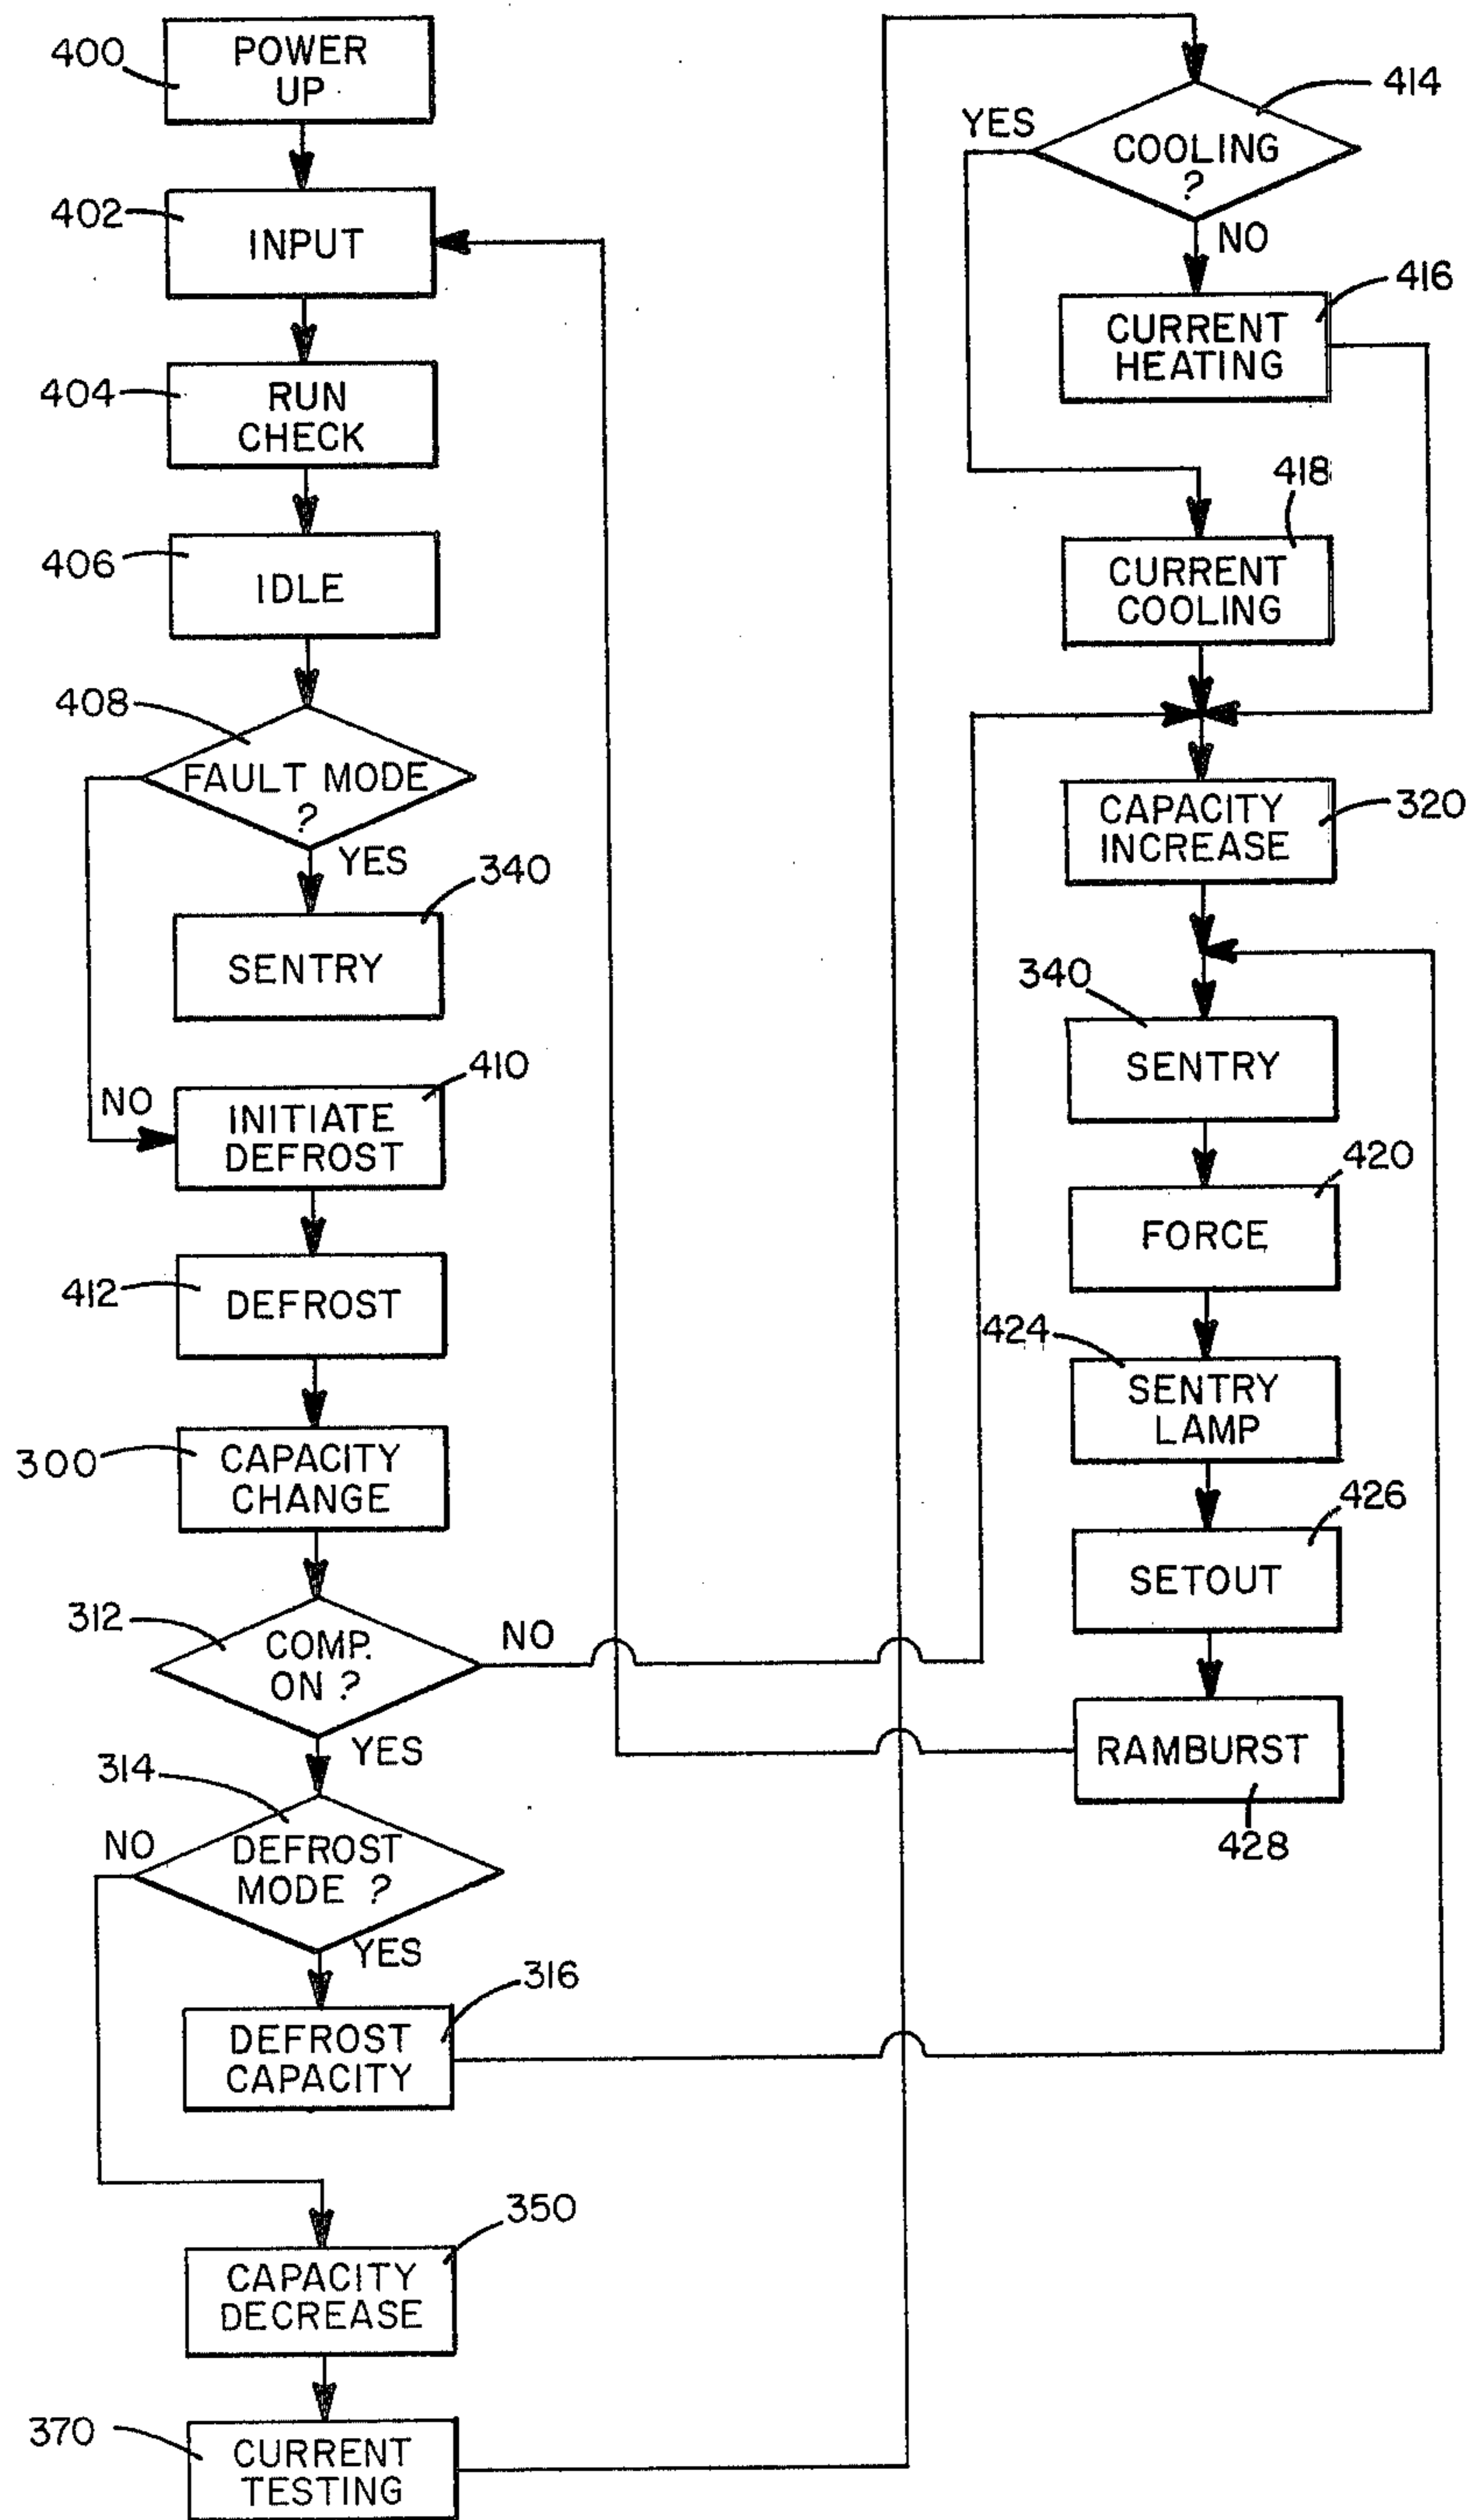 400
POWER
UP
402
INPUT
404
RUN
CHECK
406
IDLE
408
FAULT MODE
?
YES
340
SENTRY
NO
410
INITIATE
DEFROST
412
DEFROST
300
CAPACITY
CHANGE
312
COMP.
ON ?
NO
YES
314
NO
DEFROST
MODE ?
YES
316
DEFROST
CAPACITY
350
CAPACITY
DECREASE
370
CURRENT
TESTING
414
YES
COOLING
?
NO
416
CURRENT
HEATING
418
CURRENT
COOLING
CAPACITY
INCREASE
320
340
SENTRY
420
FORCE
424
SENTRY
LAMP
426
SETOUT
RAMBURST
428